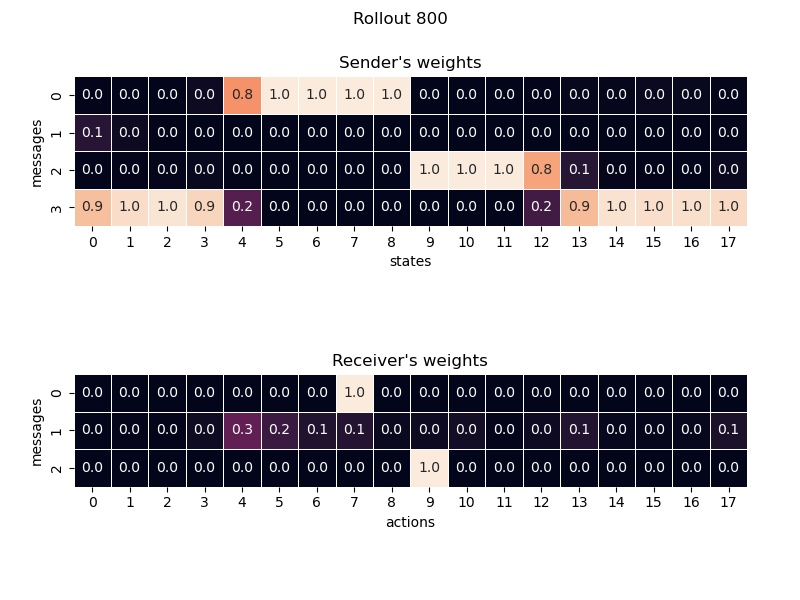 Rollout 800
Sender's weights
0 0.0 0.0 0.0 0.0 0.8 1.0 1.0 1.0 1.0 0.0 0.0 0.0 0.0 0.0 0.0 0.0 0.0 0.0
1 0.1 0.0 0.0 0.0 0.0 0.0 0.0 0.0 0.0 0.0 0.0 0.0 0.0 0.0 0.0 0.0 0.0 0.0
2 0.0 0.0 0.0 0.0 0.0 0.0 0.0 0.0 0.0 1.0 1.0 1.0 0.8 0.1 0.0 0.0 0.0 0.0
3 0.9 1.0 1.0 0.9 0.2 0.0 0.0 0.0 0.0 0.0 0.0 0.0 0.2 0.9 1.0 1.0 1.0 1.0
messages
0 1 2 3 4 5 6 7 8 9 10 11 12 13 14 15 16 17
states
Receiver's weights
0 0.0 0.0 0.0 0.0 0.0 0.0 0.0 1.0 0.0 0.0 0.0 0.0 0.0 0.0 0.0 0.0 0.0 0.0
1 0.0 0.0 0.0 0.0 0.3 0.2 0.1 0.1 0.0 0.0 0.0 0.0 0.0 0.1 0.0 0.0 0.0 0.1
2 0.0 0.0 0.0 0.0 0.0 0.0 0.0 0.0 0.0 1.0 0.0 0.0 0.0 0.0 0.0 0.0 0.0 0.0
messages
0 1 2 3 4 5 6 7 8 9 10 11 12 13 14 15 16 17
actions